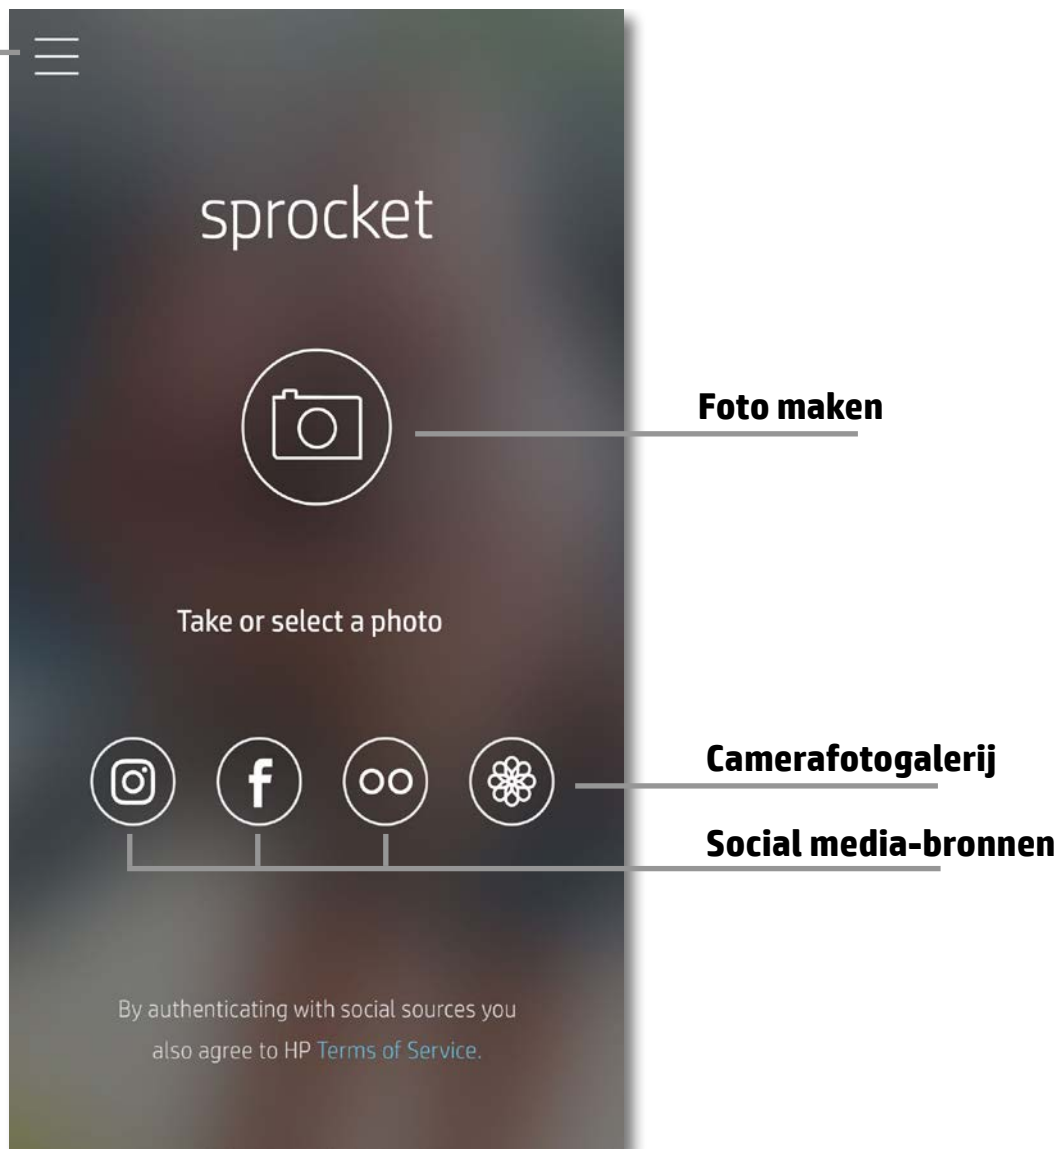 sprocket
Foto maken
Take or select a photo
Camerafotogalerij
Social media-bronnen
By authenticating with social sources you
also agree to HP Terms of Service.